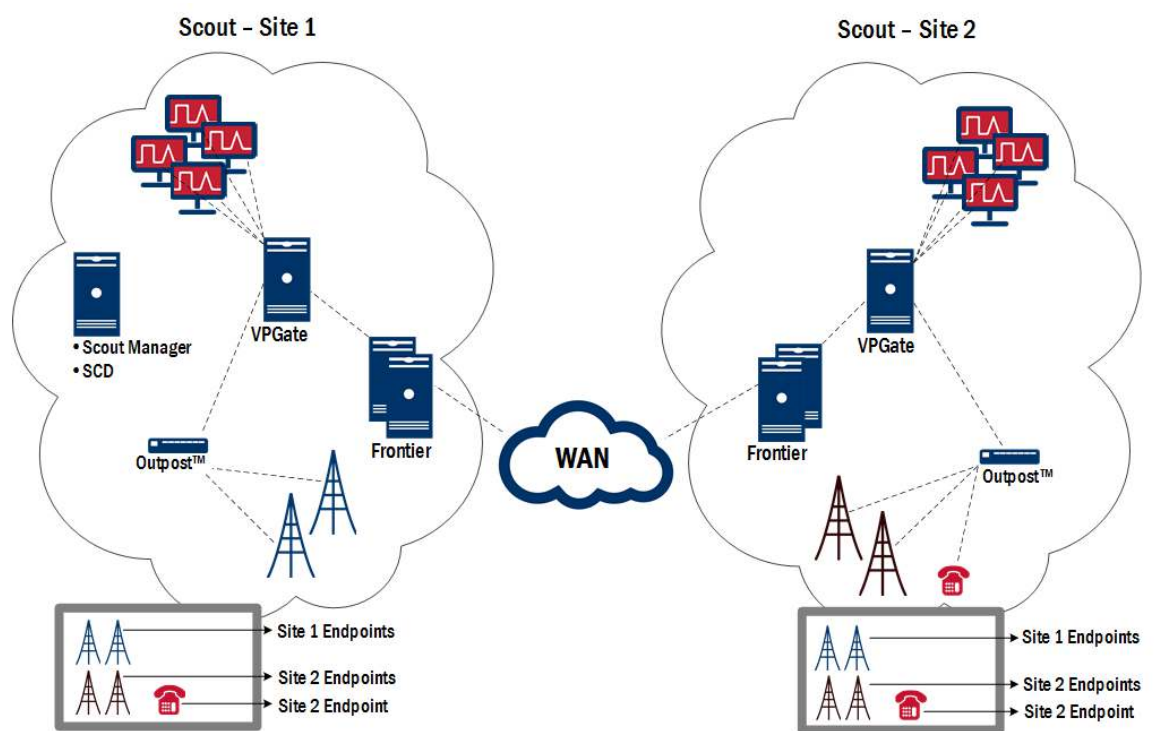 Scout – Site 1
Scout – Site 2
VPGate
• Scout Manager
• SCD
Frontier
Outpost™
WAN
VPGate
Frontier
Outpost™
Site 1 Endpoints
Site 2 Endpoints
Site 2 Endpoint
Site 1 Endpoints
Site 2 Endpoints
Site 2 Endpoint